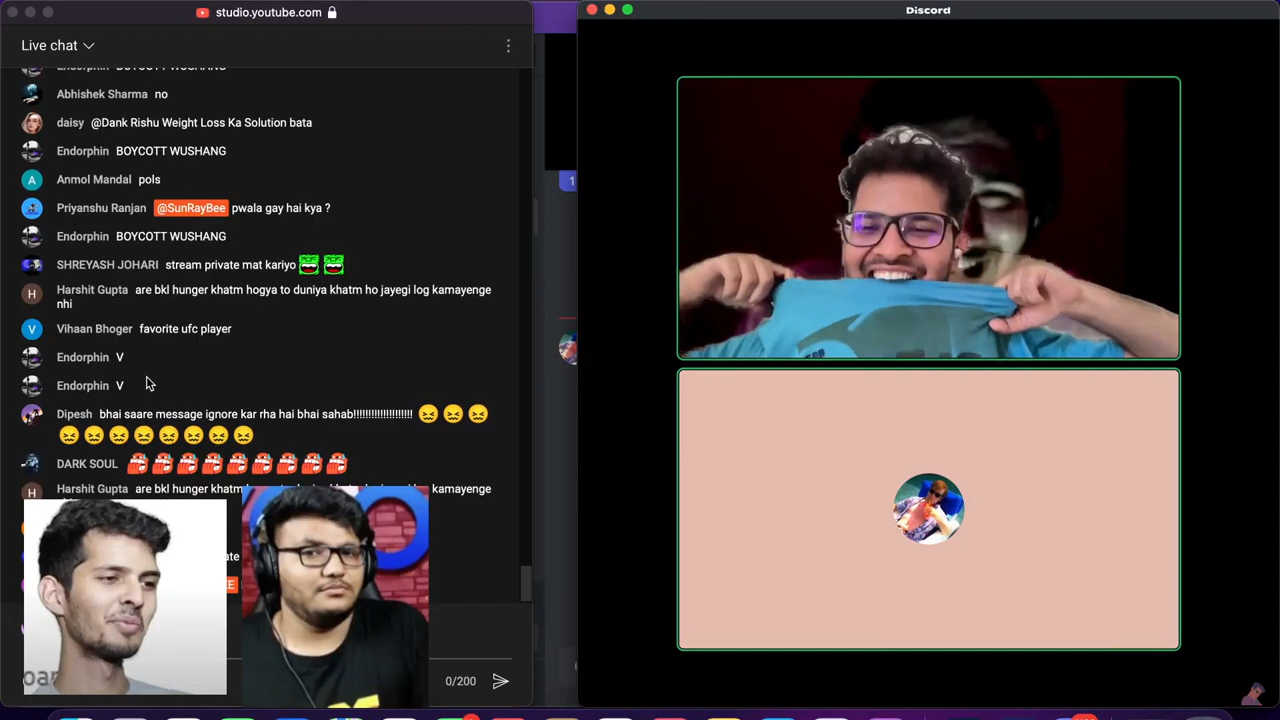 studio.youtube.com
Discord
Live chat
Endorphin BOYCOTT WUSHANG
Abhishek Sharma no
daisy @Dank Rishu Weight Loss Ka Solution bata
Endorphin BOYCOTT WUSHANG
A Anmol Mandal pols
Priyanshu Ranjan @SunRayBee pwala gay hai kya ?
Endorphin BOYCOTT WUSHANG
SHREYASH JOHARI stream private mat kariyo
H Harshit Gupta are bkl hunger khatm hogya to duniya khatm ho jayegi log kamayenge
nhi
V Vihaan Bhoger favorite ufc player
Endorphin V
Endorphin V
Dipesh bhai saare message ignore kar rha hai bhai sahab!!!!!!!!!!!!!!!!!!!!
DARK SOUL
H Harshit Gupta are bkl hunger khatm kamayenge
0/200
1